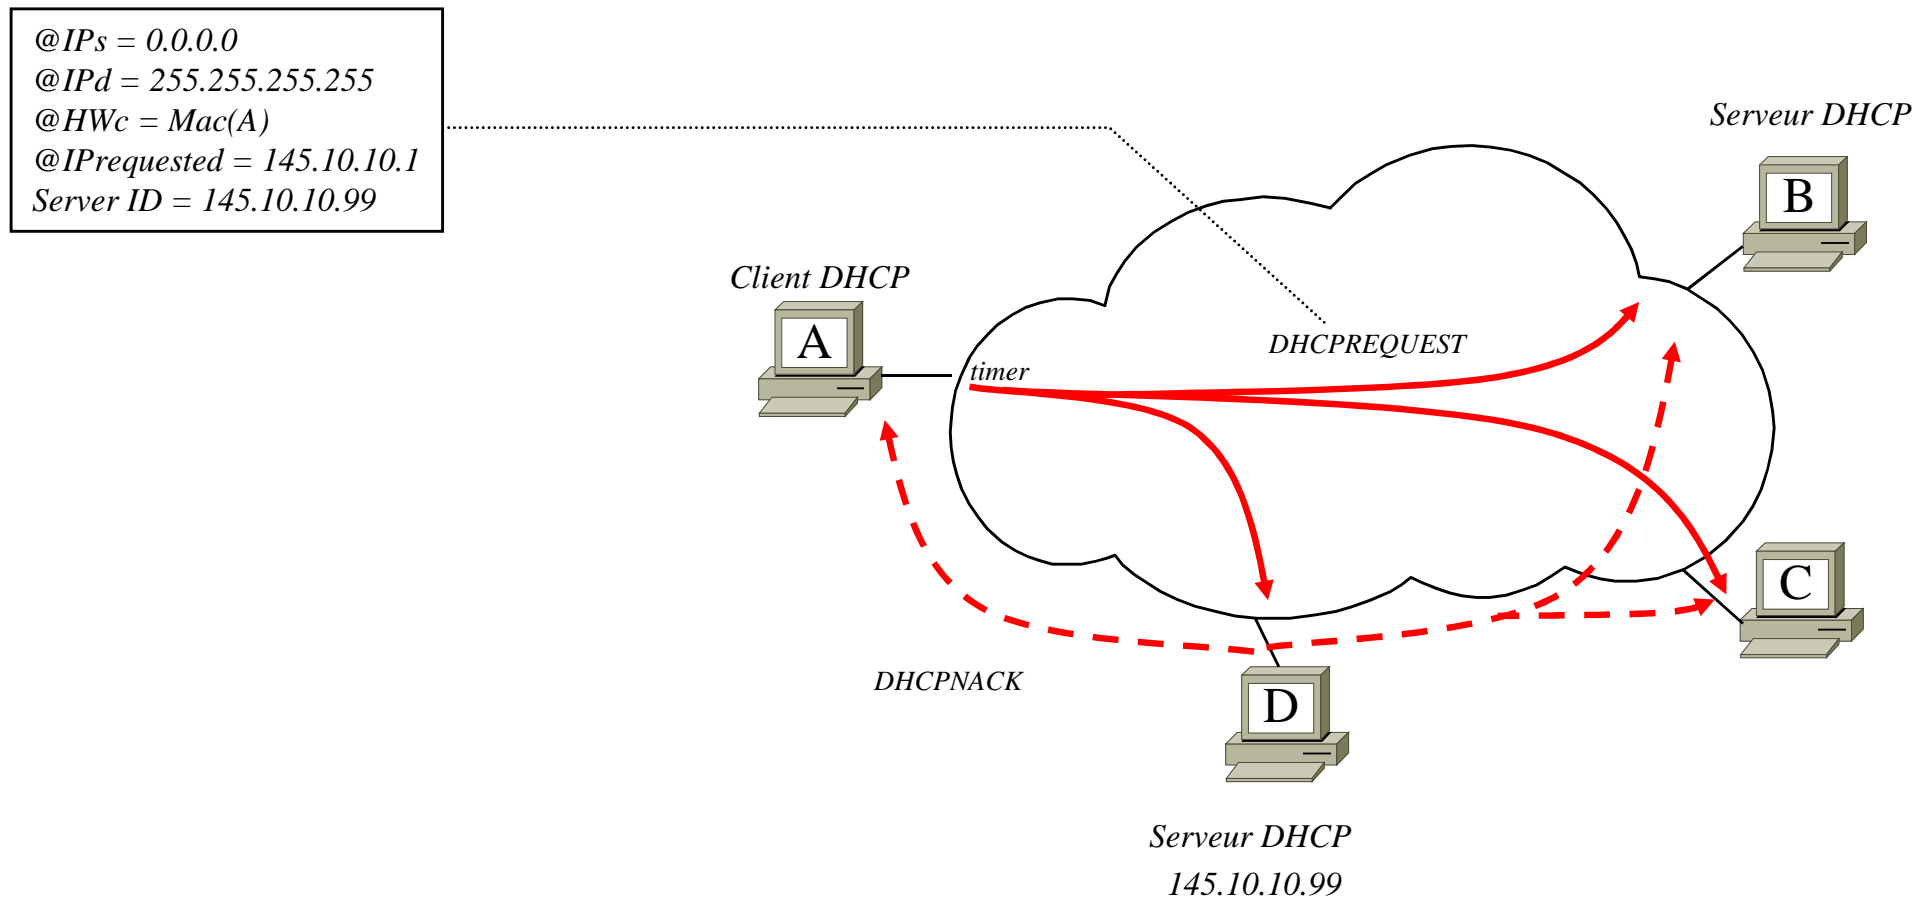 @IPs = 0.0.0.0
@IPd = 255.255.255.255
@HWc = Mac(A)
@IPrequested = 145.10.10.1
Server ID = 145.10.10.99
Serveur DHCP
B
Client DHCP
A
DHCPREQUEST
timer
C
DHCPNACK
D
Serveur DHCP
145.10.10.99